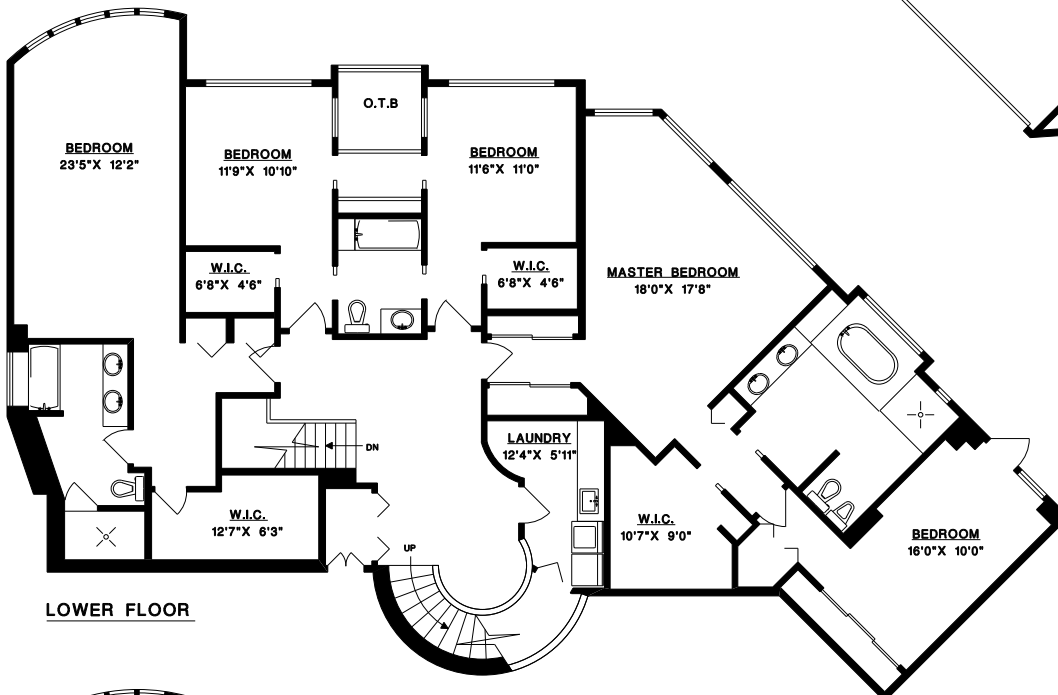 O.T.B
BEDROOM
23'5"X 12'2"
BEDROOM
11'9"X 10'10"
BEDROOM
11'6"X 11'0"
W.I.C.
6'8"X 4'6"
W.I.C.
6'8"X 4'6"
MASTER BEDROOM
18'0"X 17'8"
LAUNDRY
12'4"X 5'11"
DN
W.I.C.
12'7"X 6'3"
W.I.C.
10'7"X 9'0"
BEDROOM
16'0"X 10'0"
UP
LOWER FLOOR